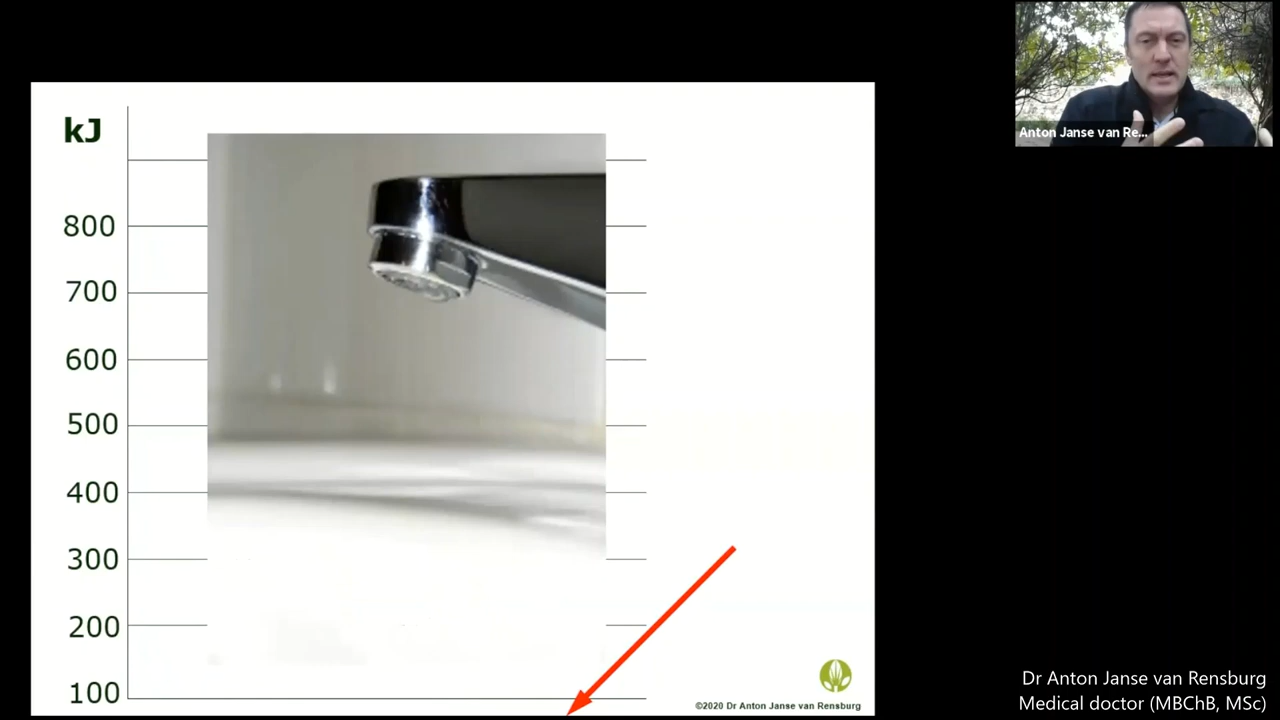 Anton Janse van Re...
kJ
800
700
600
500
400
300
200
100
©2020 Dr Anton Janse van Rensburg
Dr Anton Janse van Rensburg
Medical doctor (MBChB, MSc)